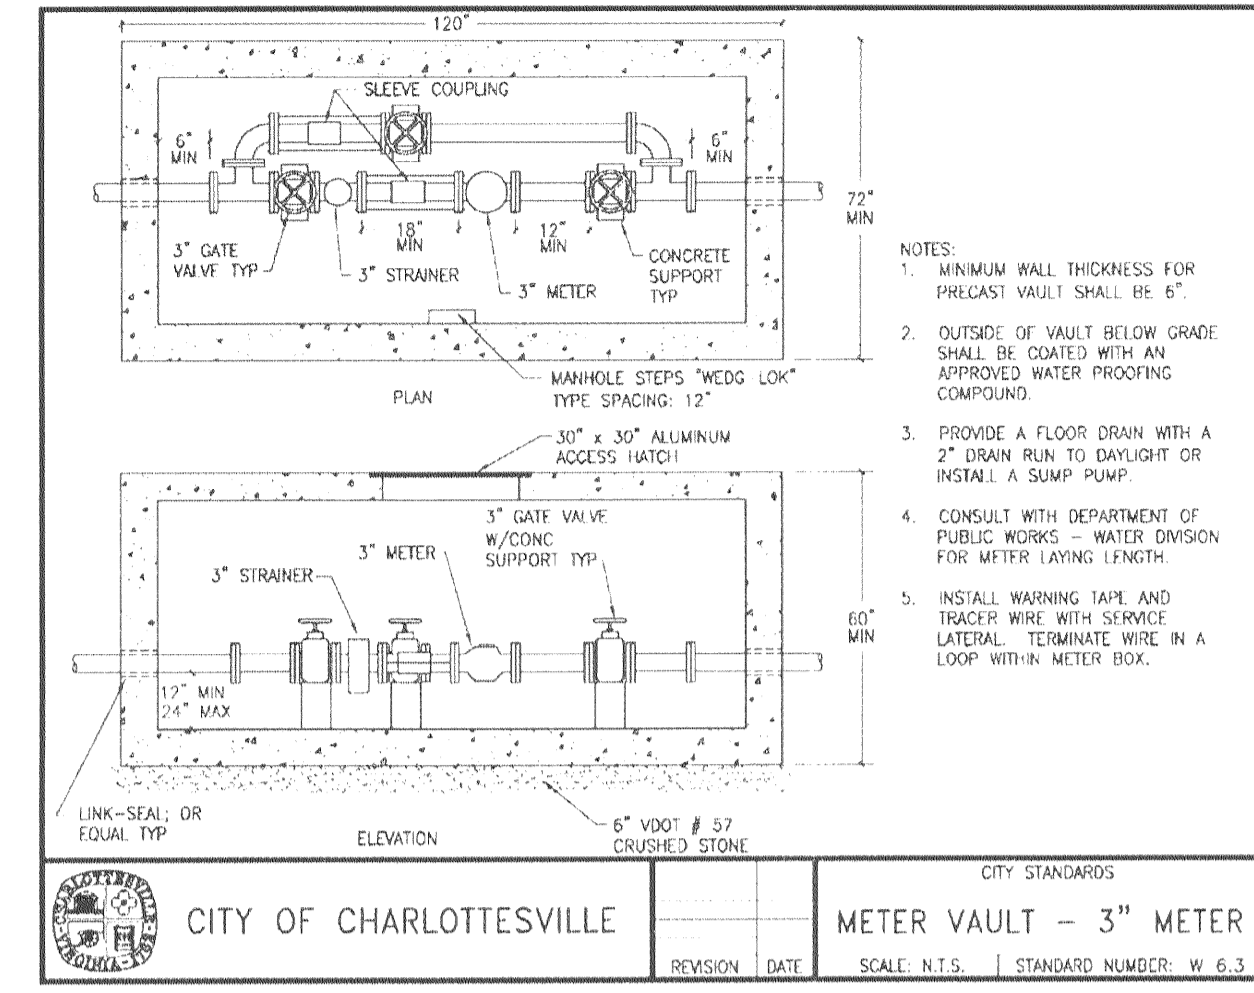 120"
SLEEVE COUPLING
6"
MIN
6"
MIN
72"
MIN
18"
MIN
12"
MIN
3" GATE
VALVE TYP
3" STRAINER
3" METER
CONCRETE
SUPPORT
TYP
MANHOLE STEPS "WEDG LOK"
TYPE SPACING: 12"
PLAN
NOTES:
1. MINIMUM WALL THICKNESS FOR
PRECAST VAULT SHALL BE 6".
2. OUTSIDE OF VAULT BELOW GRADE
SHALL BE COATED WITH AN
APPROVED WATER PROOFING
COMPOUND.
3. PROVIDE A FLOOR DRAIN WITH A
2" DRAIN RUN TO DAYLIGHT OR
INSTALL A SUMP PUMP.
4. CONSULT WITH DEPARTMENT OF
PUBLIC WORKS – WATER DIVISION
FOR METER LAYING LENGTH.
5. INSTALL WARNING TAPE AND
TRACER WIRE WITH SERVICE
LATERAL. TERMINATE WIRE IN A
LOOP WITHIN METER BOX.
30" x 30" ALUMINUM
ACCESS HATCH
3" GATE VALVE
W/CONC
SUPPORT TYP
3" METER
3" STRAINER
60"
MIN
12" MIN
24" MAX
LINK–SEAL; OR
EQUAL TYP
ELEVATION
6" VDOT # 57
CRUSHED STONE
CHARLOTTESVILLE
VIRGINIA
CITY OF CHARLOTTESVILLE
REVISION
DATE
CITY STANDARDS
METER VAULT – 3" METER
SCALE: N.T.S.
STANDARD NUMBER: W 6.3